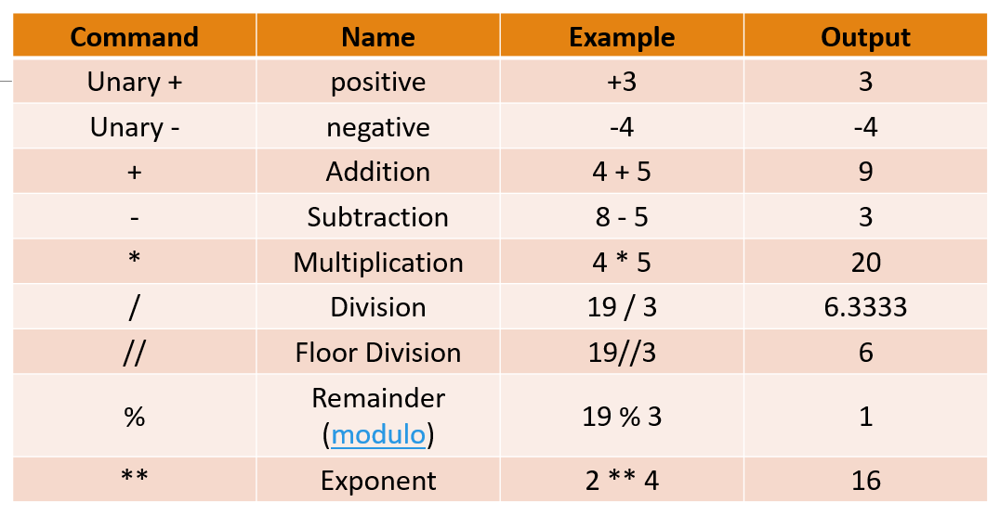 Command Name Example Output
Unary + positive +3 3
Unary - negative -4 -4
+ Addition 4 + 5 9
- Subtraction 8 - 5 3
* Multiplication 4 * 5 20
/ Division 19 / 3 6.3333
// Floor Division 19//3 6
% Remainder (modulo) 19 % 3 1
** Exponent 2 ** 4 16